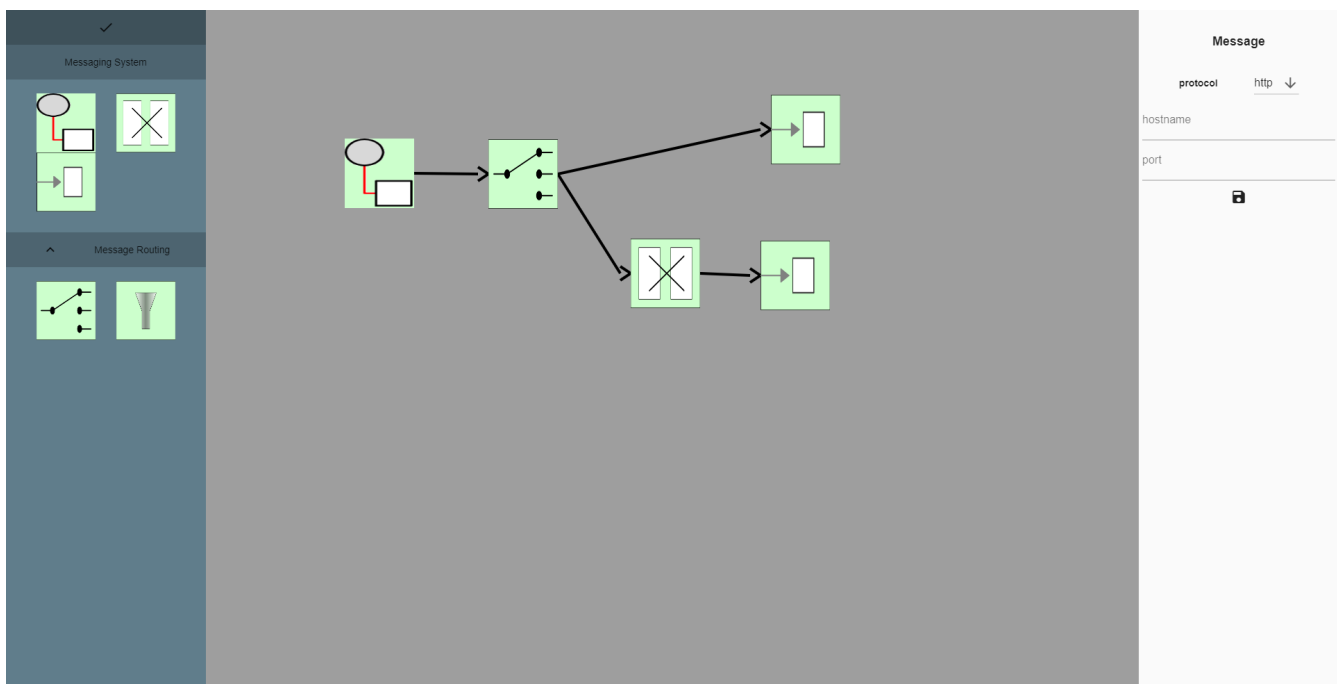 Messaging System
Message Routing
Message
protocol http
hostname
port